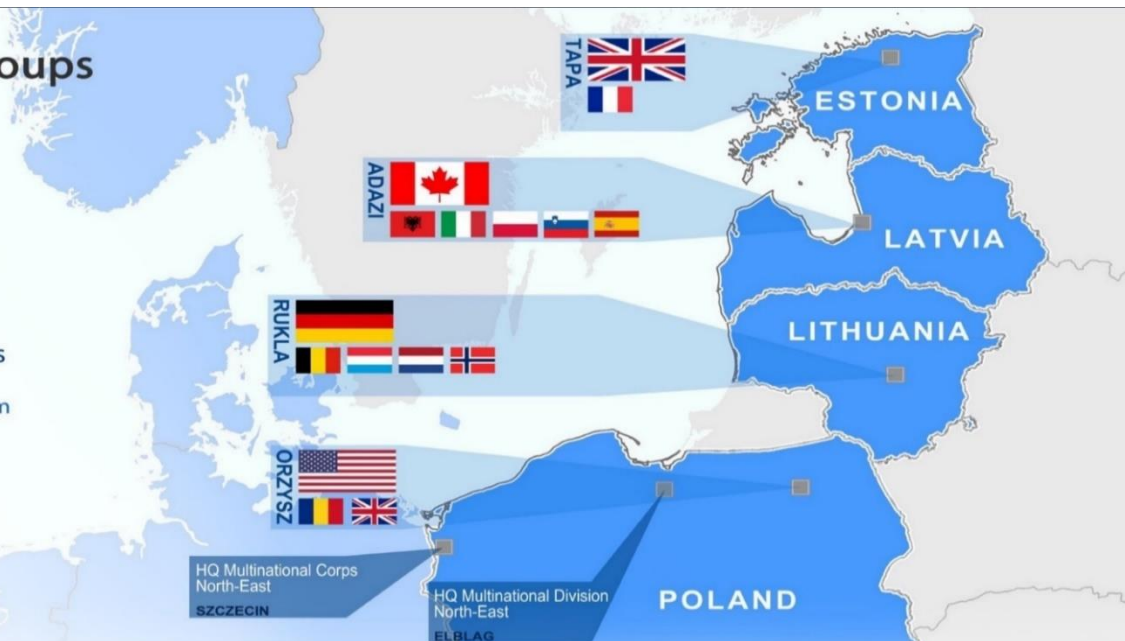 oups
TAPA
ESTONIA
ADAZI
LATVIA
RUKLA
LITHUANIA
s
m
ORZYSZ
HQ Multinational Corps
North-East
SZCZECIN
HQ Multinational Division
North-East
ELBLAG
POLAND